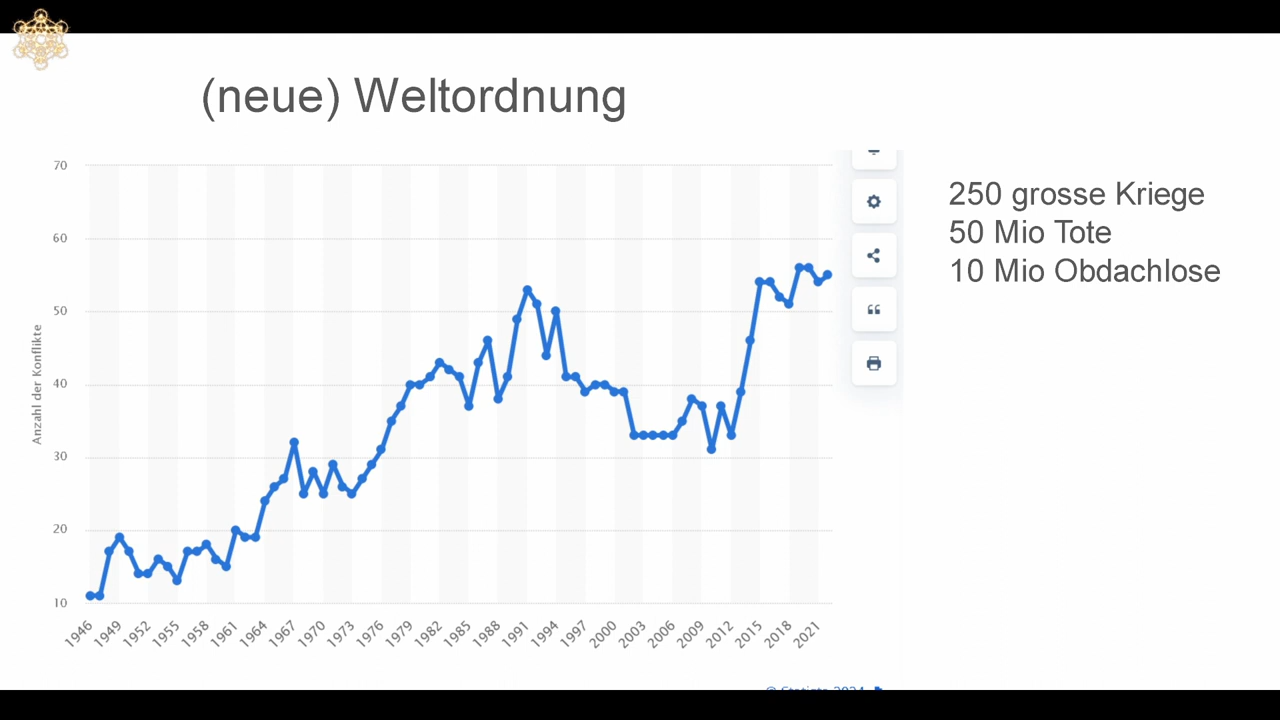 (neue) Weltordnung
70
60
50
40
30
20
10
Anzahl der Konflikte
1946 1949 1952 1955 1958 1961 1964 1967 1970 1973 1976 1979 1982 1985 1988 1991 1994 1997 2000 2003 2006 2009 2012 2015 2018 2021
250 grosse Kriege
50 Mio Tote
10 Mio Obdachlose
© Statista 2024